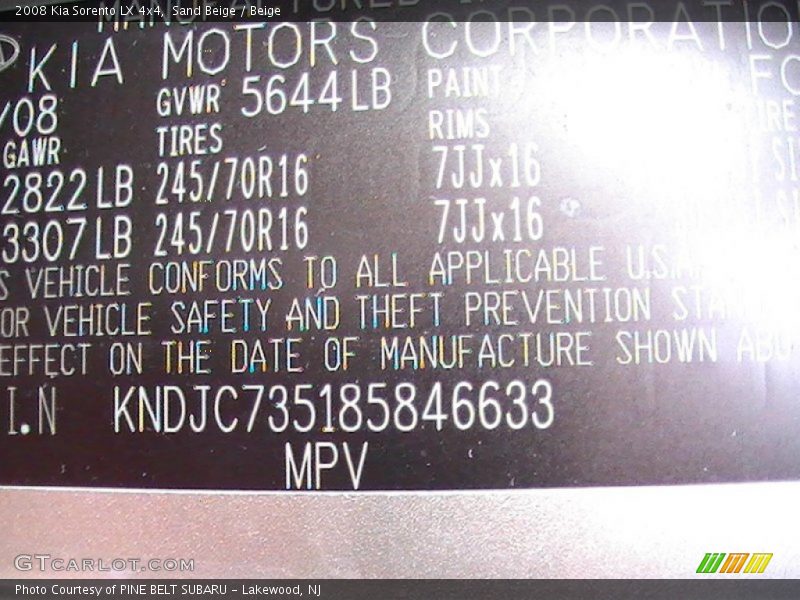 2008 Kia Sorento LX 4x4, Sand Beige / Beige
KIA MOTORS CORPORATIO
/08 GVWR 5644LB PAINT
GAWR TIRES RIMS
2822LB 245/70R16 7JJx16
3307LB 245/70R16 7JJx16
S VEHICLE CONFORMS TO ALL APPLICABLE U.S.A
OR VEHICLE SAFETY AND THEFT PREVENTION STA
EFFECT ON THE DATE OF MANUFACTURE SHOWN ABO
I.N KNDJC735185846633
MPV
GTCARLOT.COM
Photo Courtesy of PINE BELT SUBARU - Lakewood, NJ